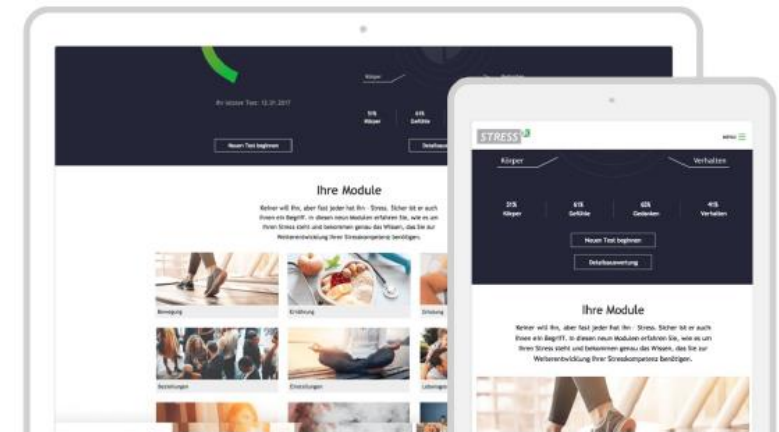 Körper
Ihr letzter Test: 12.01.2017
51%
Körper
61%
Gefühle
Neuen Test beginnen
Ihre Module
Keiner will ihn, aber fast jeder hat ihn – Stress. Sicher ist er auch
Ihnen ein Begriff. In diesen neun Modulen erfahren Sie, wie es um
Ihren Stress steht und bekommen genau das Wissen, das Sie zur
Weiterentwicklung Ihrer Stresskompetenz benötigen.
Bewegung
Ernährung
Erholung
Beziehungen
Einstellungen
STRESS
MENU
Körper
Verhalten
Körper
61%
Gefühle
Gedanken
41%
Verhalten
Neuen Test beginnen
Detailauswertung
Ihre Module
Keiner will ihn, aber fast jeder hat ihn – Stress. Sicher ist er auch
Ihnen ein Begriff. In diesen neun Modulen erfahren Sie, wie es um
Ihren Stress steht und bekommen genau das Wissen, das Sie zur
Weiterentwicklung Ihrer Stresskompetenz benötigen.